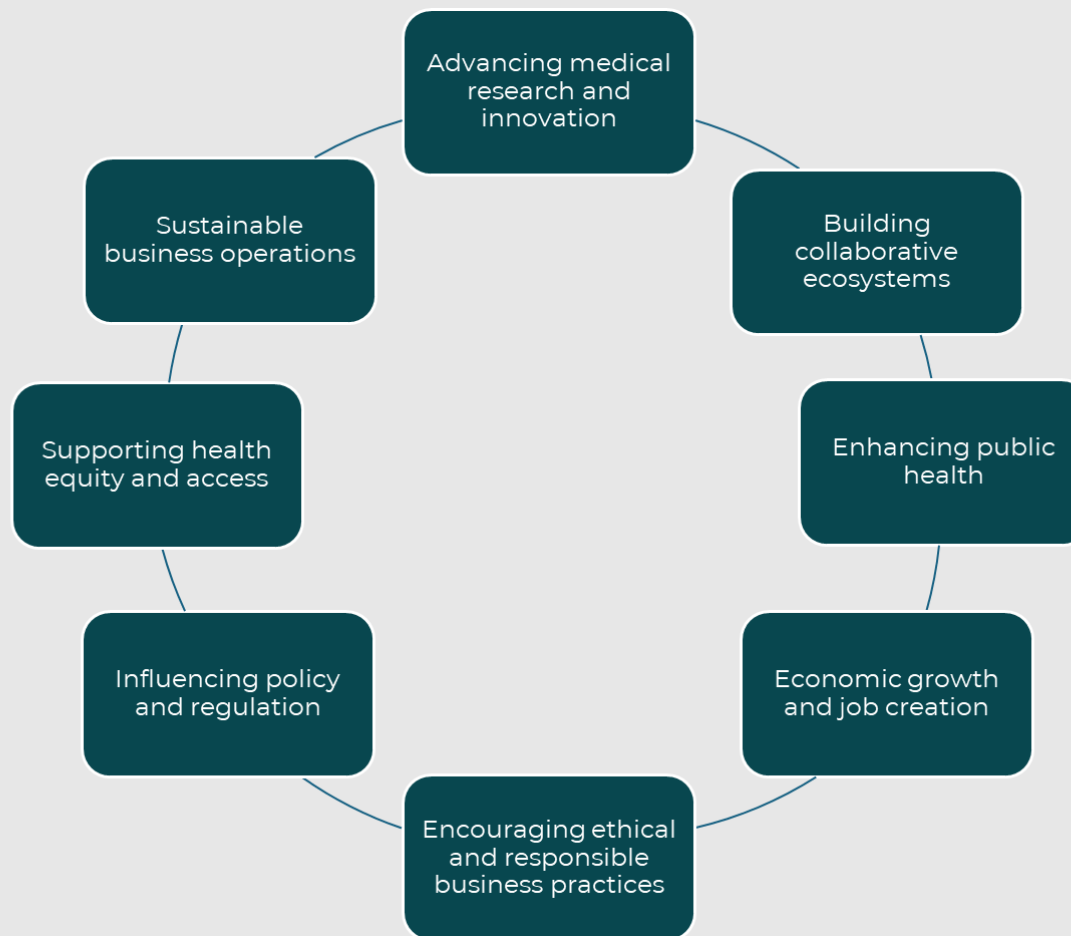 Advancing medical
research and
innovation
Building
collaborative
ecosystems
Enhancing public
health
Economic growth
and job creation
Encouraging ethical
and responsible
business practices
Influencing policy
and regulation
Supporting health
equity and access
Sustainable
business operations